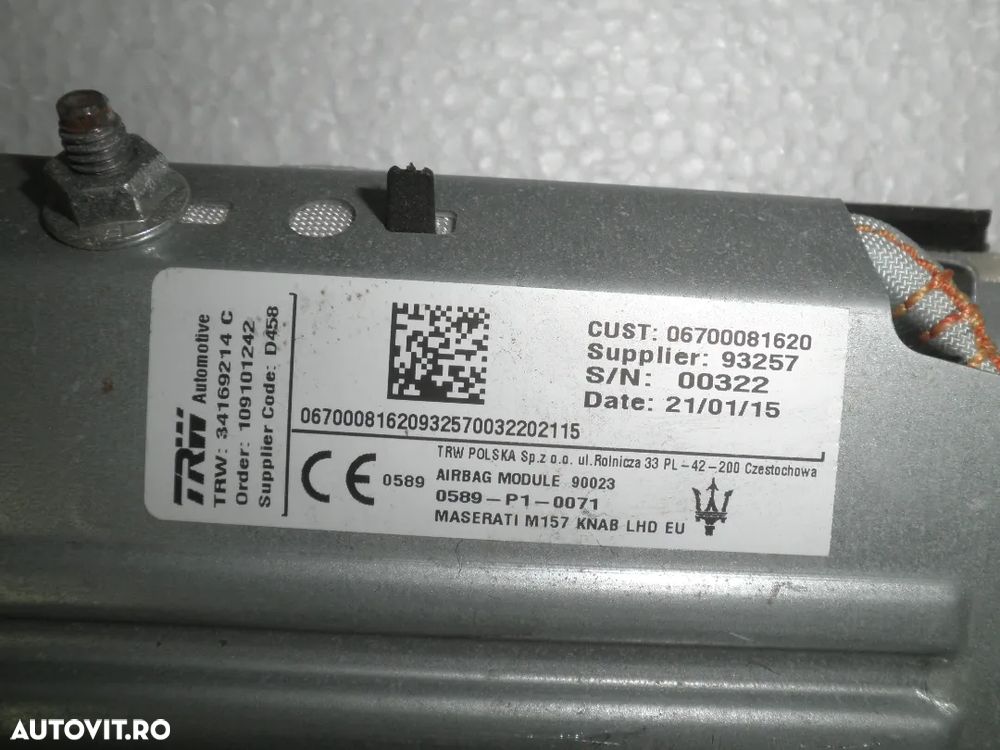 TRW Automotive
TRW: 34169214 C
Order: 109101242
Supplier Code: D458
CUST: 06700081620
Supplier: 93257
S/N: 00322
Date: 21/01/15
06700081620932570032202115
TRW POLSKA Sp.z o.o. ul.Rolnicza 33 PL-42-200 Czestochowa
CE 0589
AIRBAG MODULE 90023
0589-P1-0071
MASERATI M157 KNAB LHD EU
AUTOVIT.RO